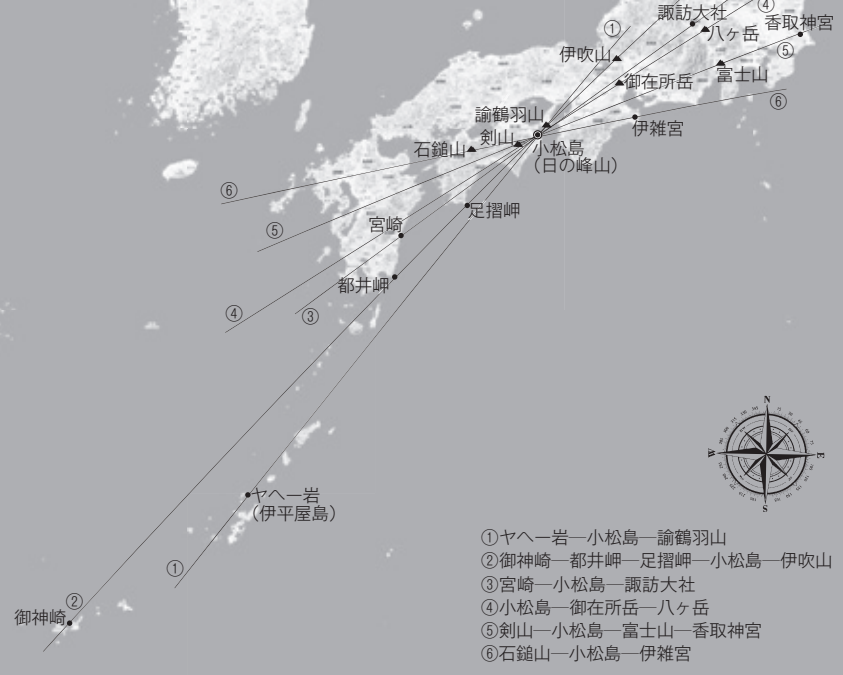 諏訪大社
④
香取神宮
①
八ヶ岳
伊吹山
⑤
富士山
御在所岳
⑥
諭鶴羽山
伊雑宮
剣山
石鎚山
小松島
（日の峰山）
⑥
足摺岬
宮崎
⑤
都井岬
④
③
N
W
E
S
ヤヘー岩
（伊平屋島）
①
②
御神崎
①ヤヘー岩─小松島─諭鶴羽山
②御神崎─都井岬─足摺岬─小松島─伊吹山
③宮崎─小松島─諏訪大社
④小松島─御在所岳─八ヶ岳
⑤剣山─小松島─富士山─香取神宮
⑥石鎚山─小松島─伊雑宮